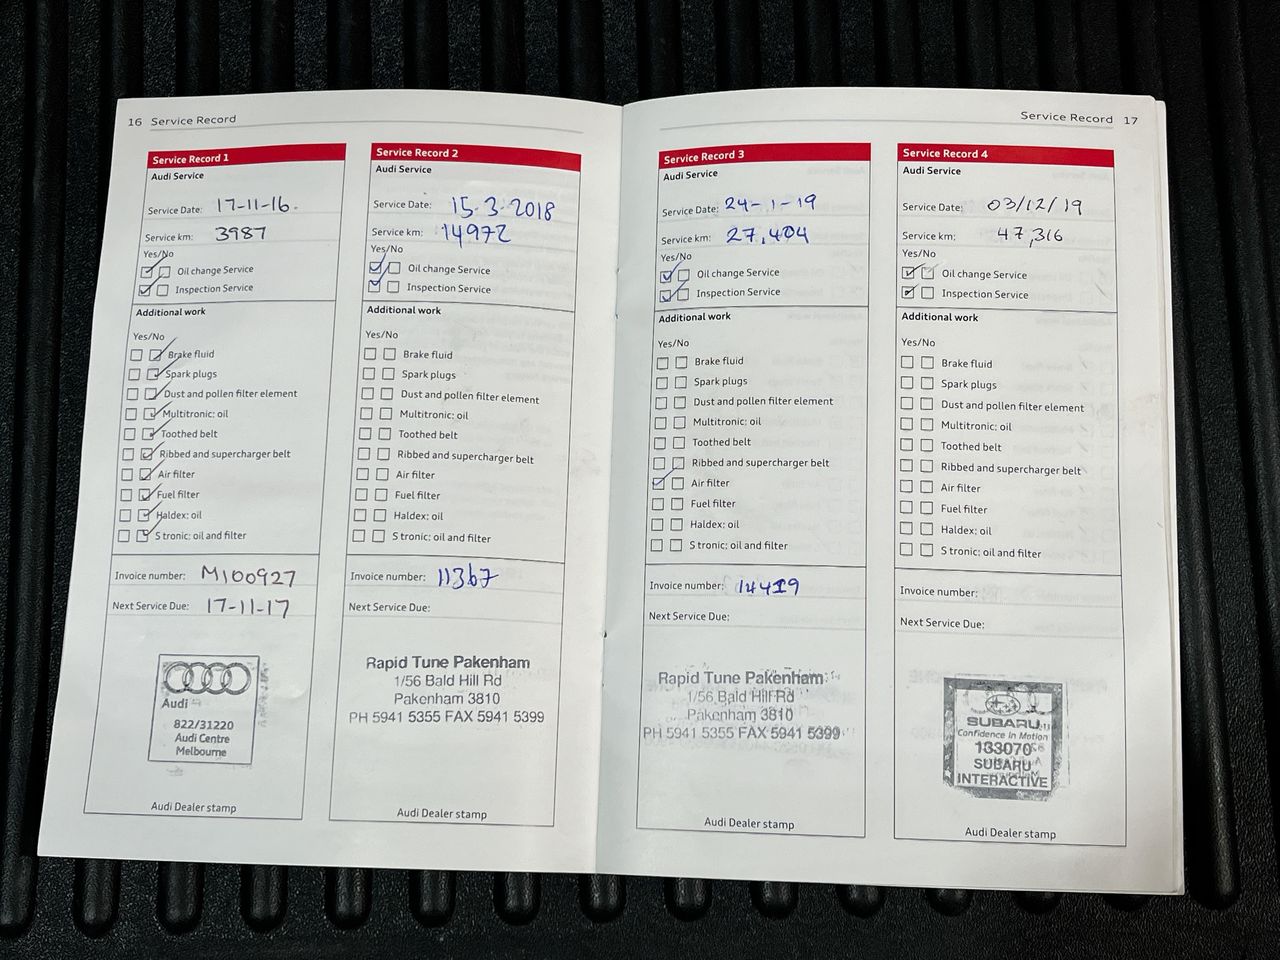 16 Service Record
Service Record 1
Audi Service
Service Date: 17-11-16.
Service km: 3987
Yes/No
Oil change Service
Inspection Service
Additional work
Yes/No
Brake fluid
Spark plugs
Dust and pollen filter element
Multitronic: oil
Toothed belt
Ribbed and supercharger belt
Air filter
Fuel filter
Haldex: oil
S tronic: oil and filter
Invoice number: M100927
Next Service Due: 17-11-17
Audi
822/31220
Audi Centre
Melbourne
Audi Dealer stamp
Service Record 2
Audi Service
Service Date: 15.3.2018
Service km: 14972
Yes/No
Oil change Service
Inspection Service
Additional work
Yes/No
Brake fluid
Spark plugs
Dust and pollen filter element
Multitronic: oil
Toothed belt
Ribbed and supercharger belt
Air filter
Fuel filter
Haldex: oil
S tronic: oil and filter
Invoice number: 11367
Next Service Due:
Rapid Tune Pakenham
1/56 Bald Hill Rd
Pakenham 3810
PH 5941 5355 FAX 5941 5399
Audi Dealer stamp
Service Record 17
Service Record 3
Audi Service
Service Date: 24-1-19
Service km: 27,404
Yes/No
Oil change Service
Inspection Service
Additional work
Yes/No
Brake fluid
Spark plugs
Dust and pollen filter element
Multitronic: oil
Toothed belt
Ribbed and supercharger belt
Air filter
Fuel filter
Haldex: oil
S tronic: oil and filter
Invoice number: 14419
Next Service Due:
Rapid Tune Pakenham
1/56 Bald Hill Rd
Pakenham 3810
PH 5941 5355 FAX 5941 5399
Audi Dealer stamp
Service Record 4
Audi Service
Service Date: 03/12/19
Service km: 47,316
Yes/No
Oil change Service
Inspection Service
Additional work
Yes/No
Brake fluid
Spark plugs
Dust and pollen filter element
Multitronic: oil
Toothed belt
Ribbed and supercharger belt
Air filter
Fuel filter
Haldex: oil
S tronic: oil and filter
Invoice number:
Next Service Due:
SUBARU
Confidence in Motion
133070
SUBARU
INTERACTIVE
Audi Dealer stamp